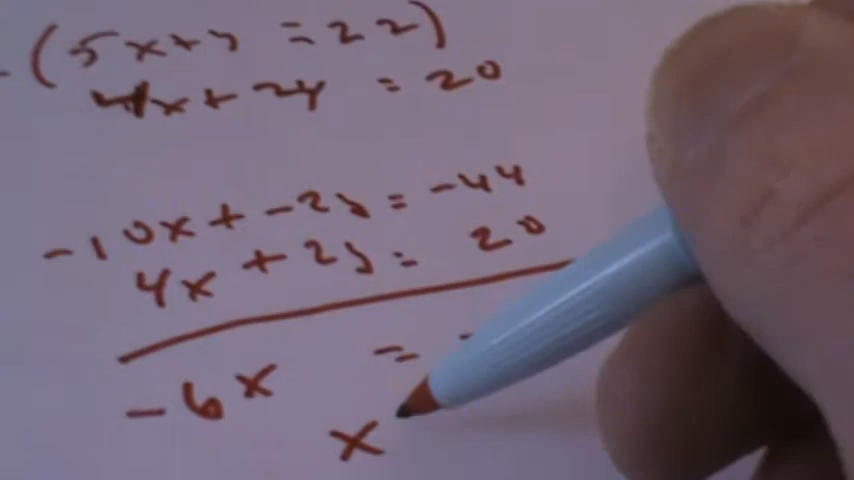 - (5x+y = 22)
4x + 2y = 20
-10x + -2y = -44
4x + 2y = 20
-6x = -
x